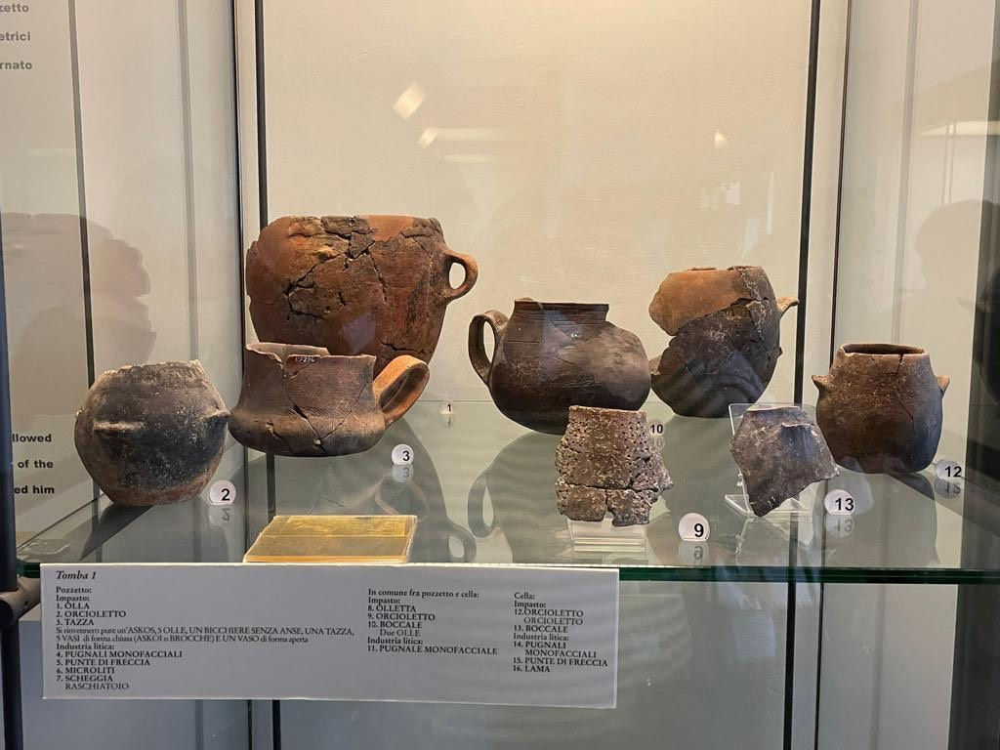 zetto
etrici
rnato
llowed
of the
ed him
HF286
1
2
3
10
9
13
12
Tomba 1
Pozzetto:
Impasto:
1. OLLA
2. ORCIOLETTO
3. TAZZA
Si rinvennero pure un'ASKOS, 5 OLLE, UN BICCHIERE SENZA ANSE, UNA TAZZA,
5 VASI di forma chiusa (ASKOI o BROCCHE) E UN VASO di forma aperta
Industria litica:
4. PUGNALI MONOFACCIALI
5. PUNTE DI FRECCIA
6. MICROLITI
7. SCHEGGIA
RASCHIATOIO
In comune fra pozzetto e cella:
Impasto:
8. OLLETTA
9. ORCIOLETTO
10. BOCCALE
Due OLLE
Industria litica:
11. PUGNALE MONOFACCIALE
Cella:
Impasto:
12. ORCIOLETTO
ORCIOLETTO
13. BOCCALE
Industria litica:
14. PUGNALI
MONOFACCIALI
15. PUNTE DI FRECCIA
16. LAMA